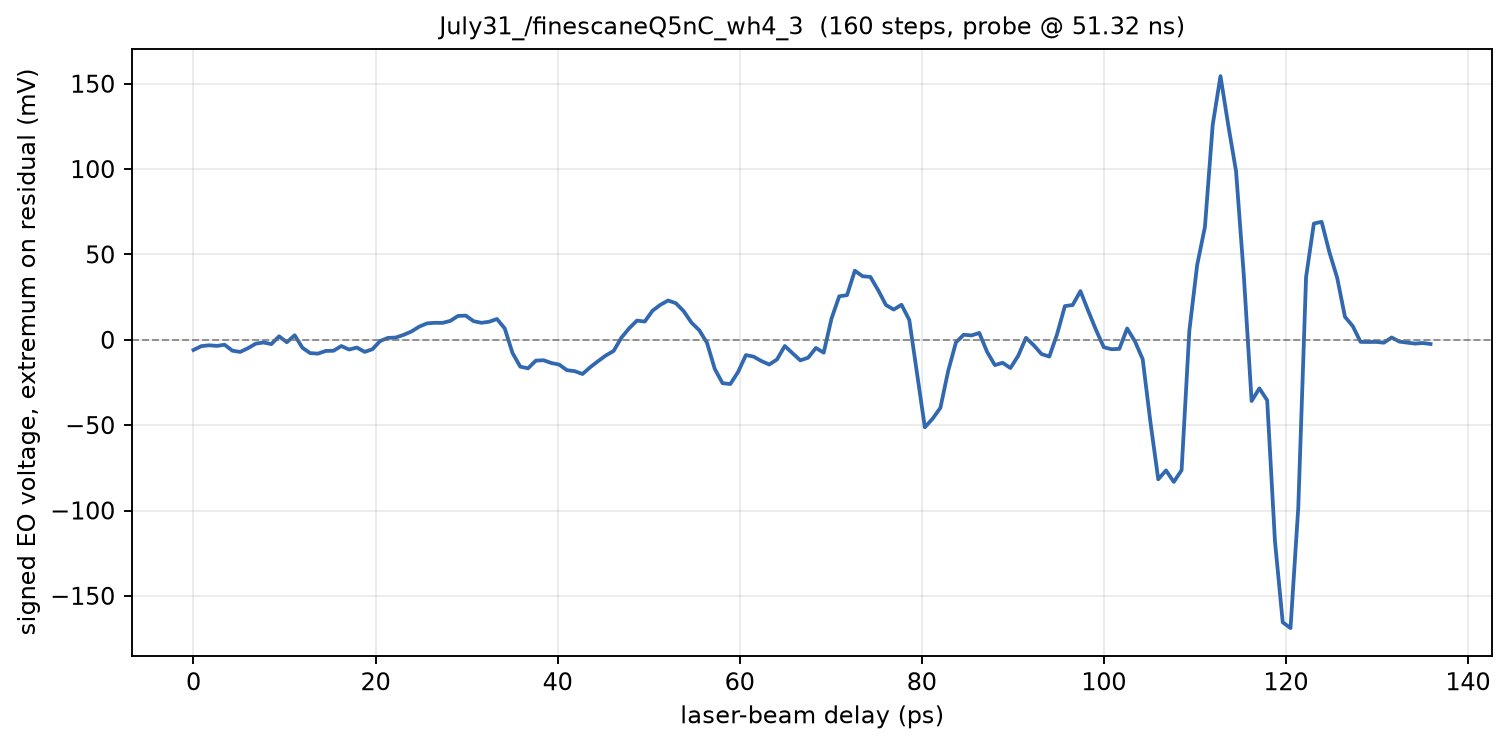 July31_/finescaneQ5nC_wh4_3  (160 steps, probe @ 51.32 ns)
signed EO voltage, extremum on residual (mV)
150
100
50
0
−50
−100
−150
0 20 40 60 80 100 120 140
laser-beam delay (ps)